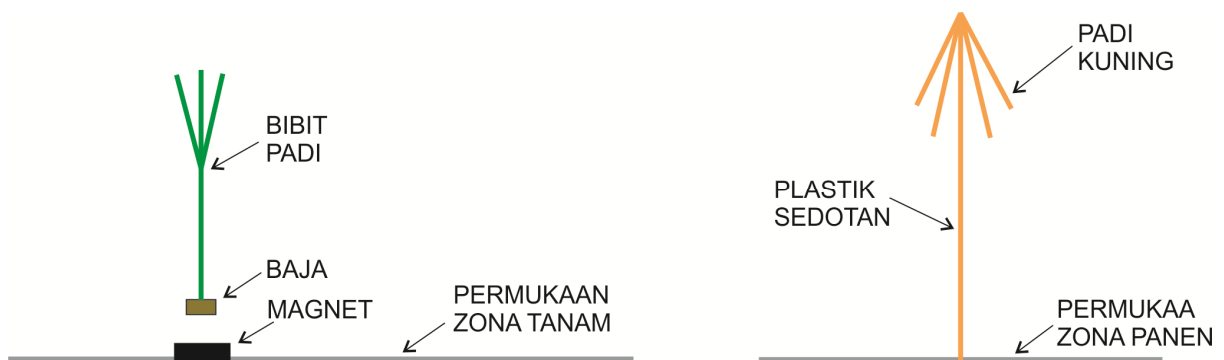 BIBIT
PADI
BAJA
MAGNET
PERMUKAAN
ZONA TANAM
PADI
KUNING
PLASTIK
SEDOTAN
PERMUKAA
ZONA PANEN